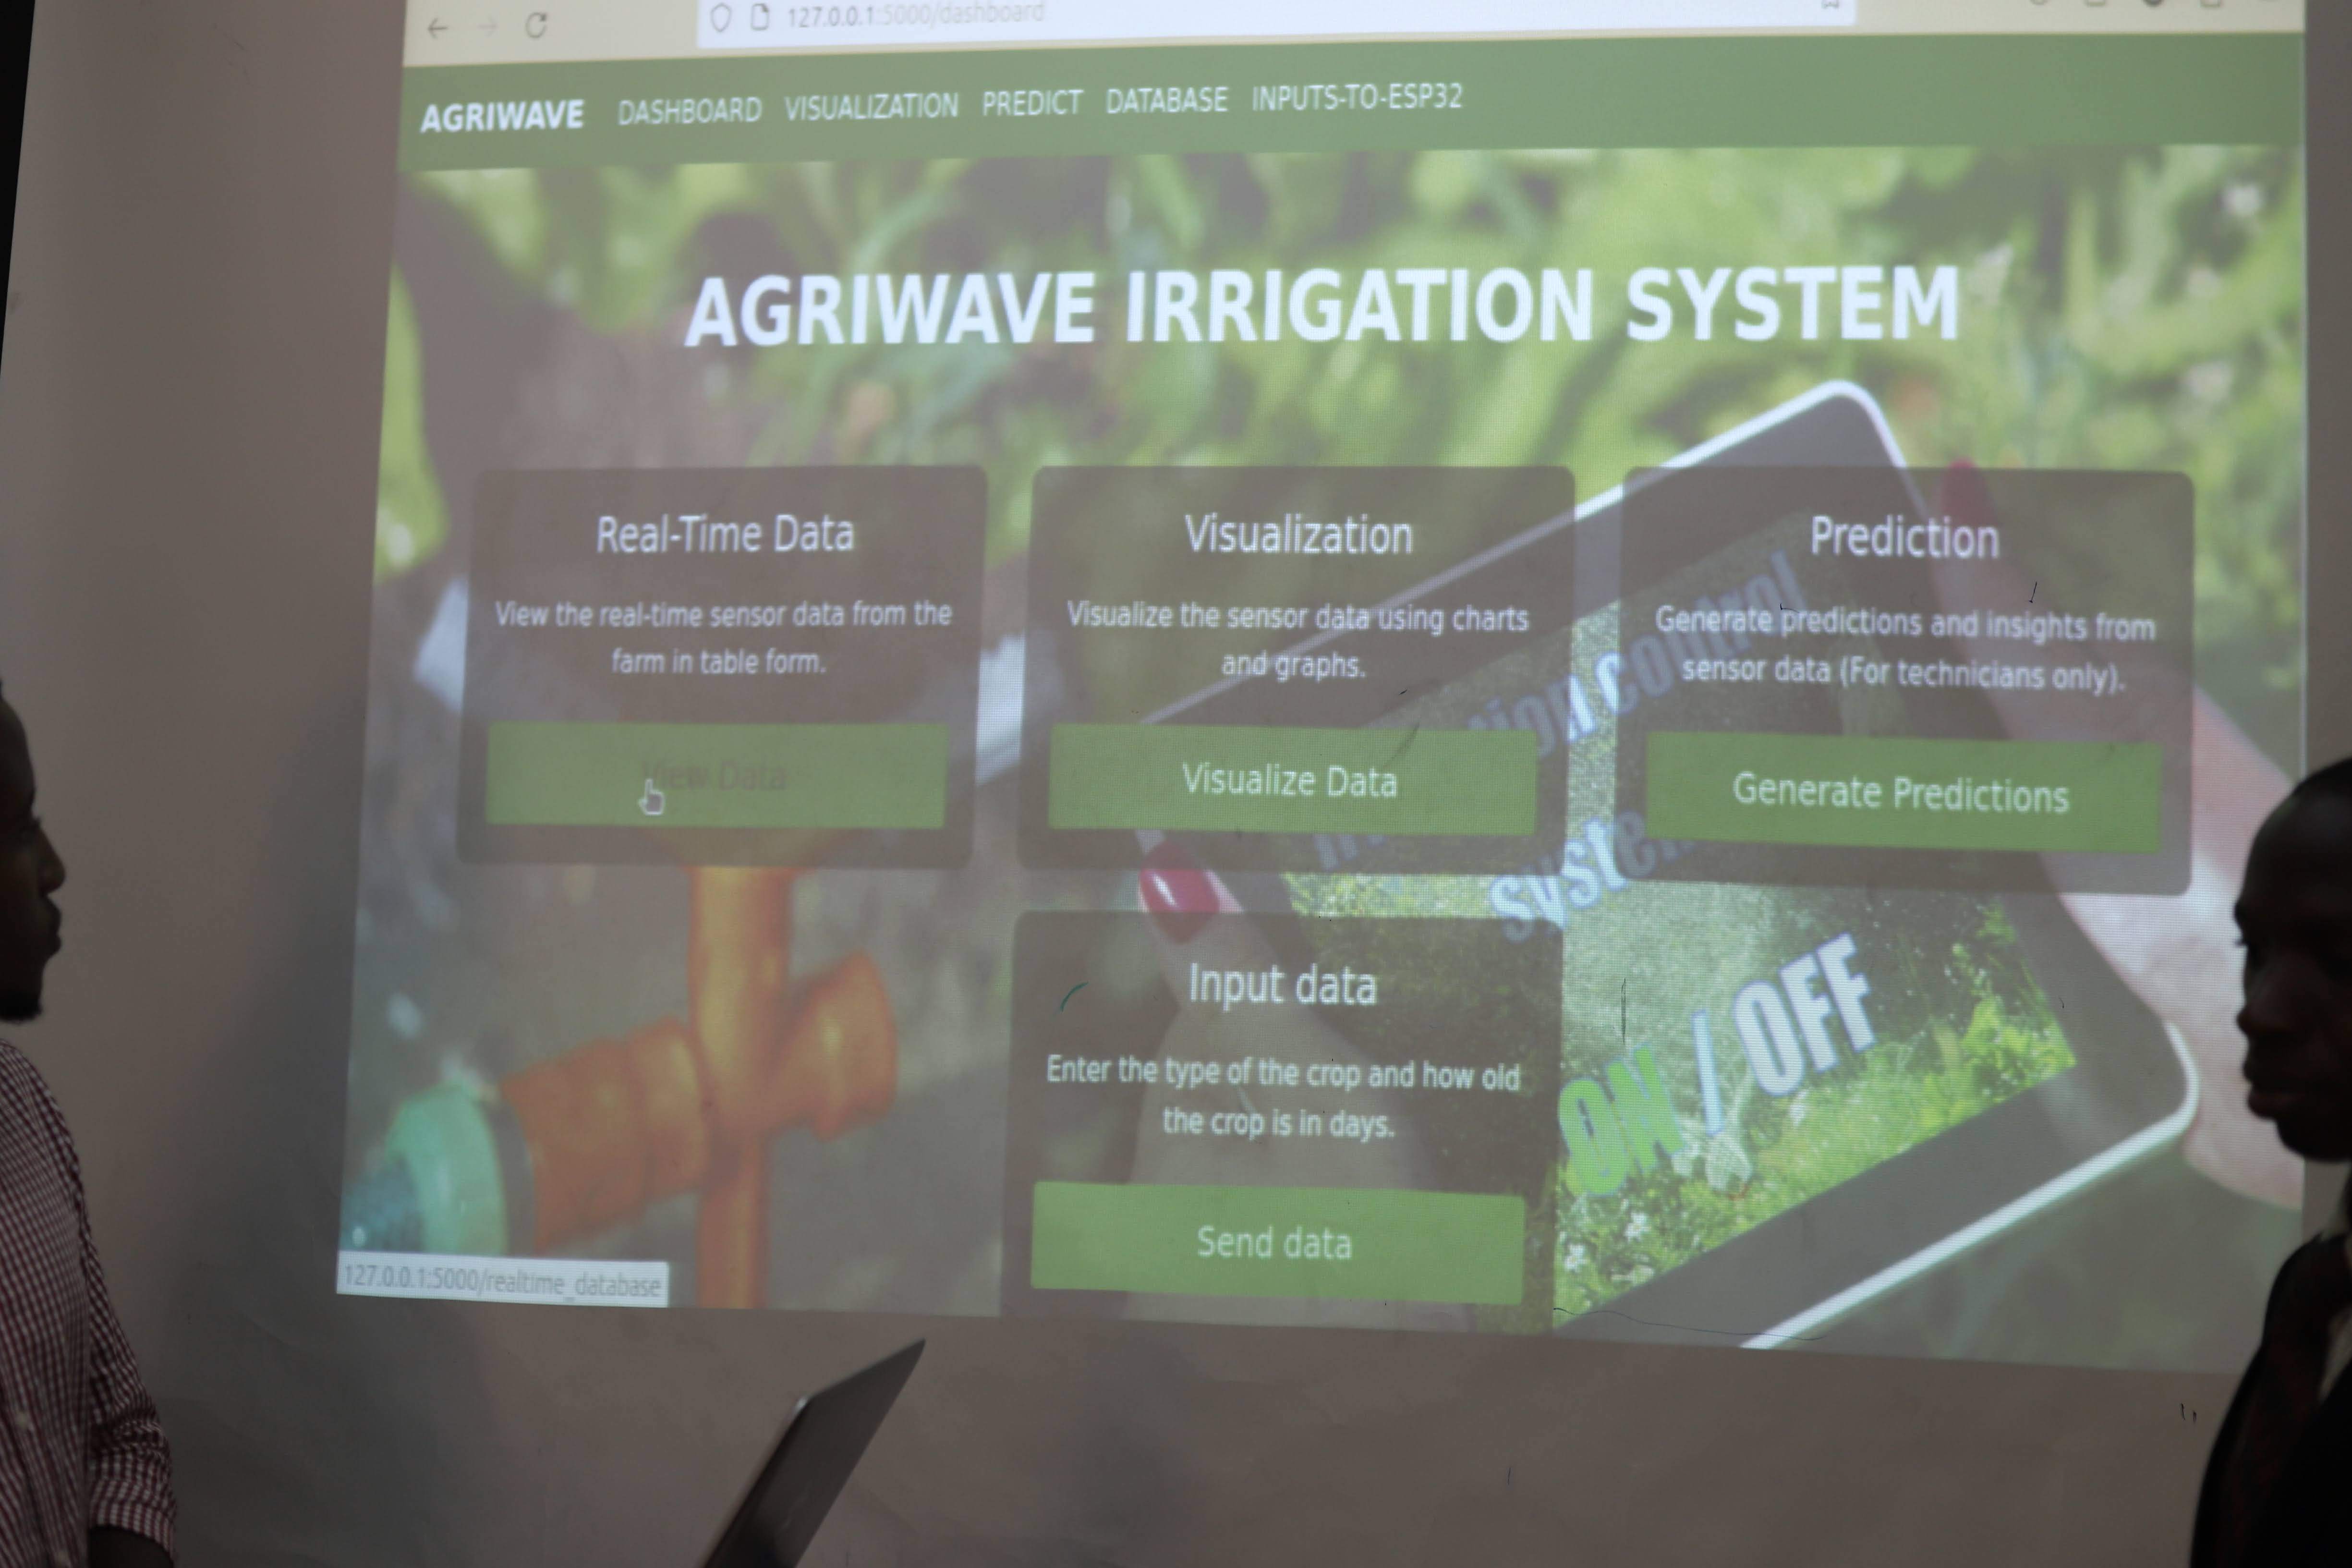 127.0.0.1:5000/dashboard
AGRIWAVE DASHBOARD VISUALIZATION PREDICT DATABASE INPUTS-TO-ESP32
AGRIWAVE IRRIGATION SYSTEM
Real-Time Data
View the real-time sensor data from the
farm in table form.
View Data
Visualization
Visualize the sensor data using charts
and graphs.
Visualize Data
Prediction
Generate predictions and insights from
sensor data (For technicians only).
Generate Predictions
control
ON / OFF
Input data
Enter the type of the crop and how old
the crop is in days.
Send data
127.0.0.1:5000/realtime_database